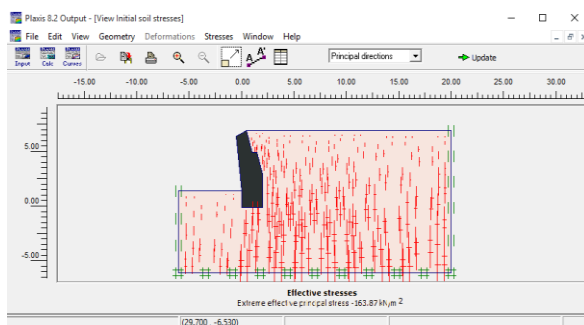 Plaxis 8.2 Output - [View Initial soil stresses]
File Edit View Geometry Deformations Stresses Window Help
Input Calc Curves Principal directions Update
-15.00 -10.00 -5.00 0.00 5.00 10.00 15.00 20.00 25.00 30.00
5.00
0.00
-5.00
Effective stresses
Extreme effective principal stress -163.87 kN/m 2
(29.700 -6.530)